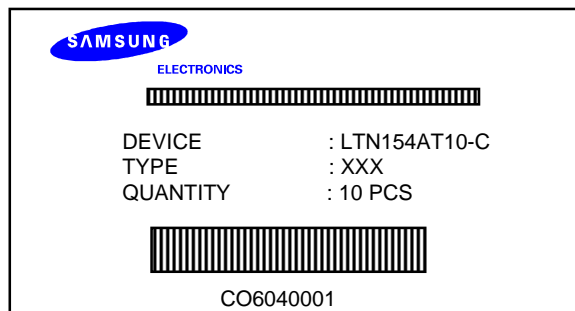 SAMSUNG
ELECTRONICS
DEVICE : LTN154AT10-C
TYPE : XXX
QUANTITY : 10 PCS
CO6040001